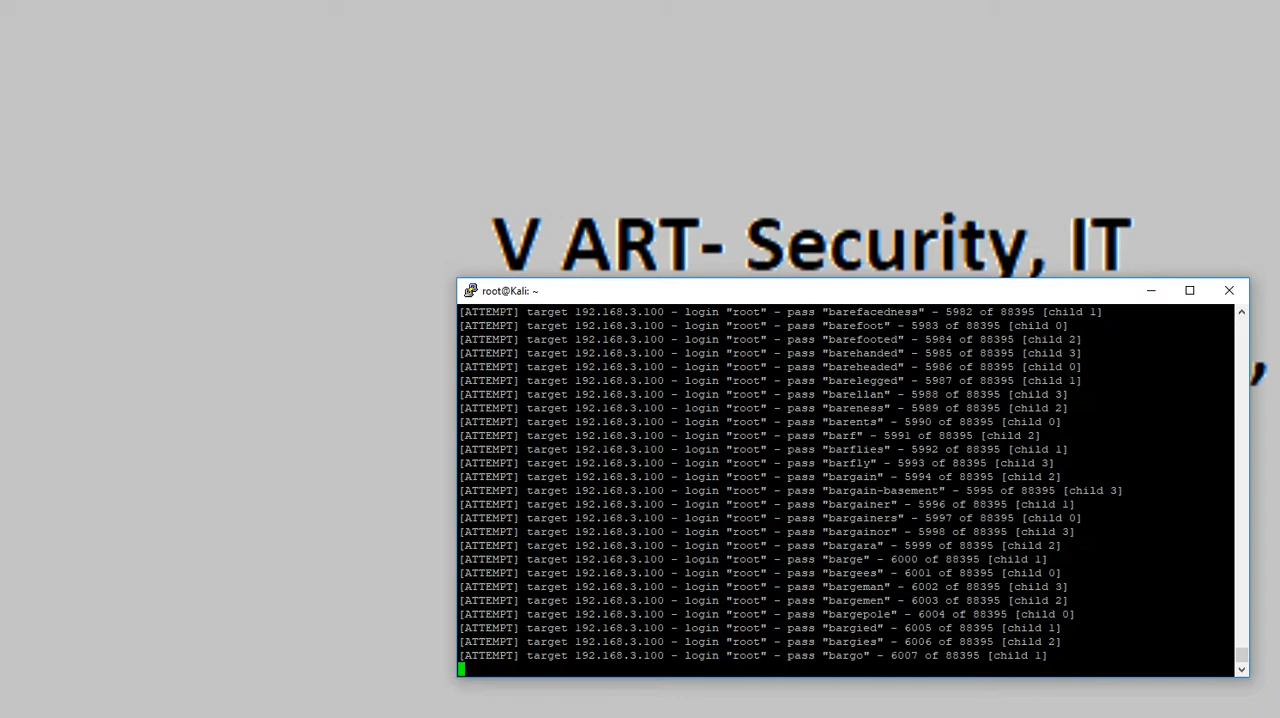 V ART- Security, IT
root@Kali: ~
[ATTEMPT] target 192.168.3.100 - login "root" - pass "barefacedness" - 5982 of 88395 [child 1]
[ATTEMPT] target 192.168.3.100 - login "root" - pass "barefoot" - 5983 of 88395 [child 0]
[ATTEMPT] target 192.168.3.100 - login "root" - pass "barefooted" - 5984 of 88395 [child 2]
[ATTEMPT] target 192.168.3.100 - login "root" - pass "barehanded" - 5985 of 88395 [child 3]
[ATTEMPT] target 192.168.3.100 - login "root" - pass "bareheaded" - 5986 of 88395 [child 0]
[ATTEMPT] target 192.168.3.100 - login "root" - pass "barelegged" - 5987 of 88395 [child 1]
[ATTEMPT] target 192.168.3.100 - login "root" - pass "barellan" - 5988 of 88395 [child 3]
[ATTEMPT] target 192.168.3.100 - login "root" - pass "bareness" - 5989 of 88395 [child 2]
[ATTEMPT] target 192.168.3.100 - login "root" - pass "barents" - 5990 of 88395 [child 0]
[ATTEMPT] target 192.168.3.100 - login "root" - pass "barf" - 5991 of 88395 [child 2]
[ATTEMPT] target 192.168.3.100 - login "root" - pass "barflies" - 5992 of 88395 [child 1]
[ATTEMPT] target 192.168.3.100 - login "root" - pass "barfly" - 5993 of 88395 [child 3]
[ATTEMPT] target 192.168.3.100 - login "root" - pass "bargain" - 5994 of 88395 [child 2]
[ATTEMPT] target 192.168.3.100 - login "root" - pass "bargain-basement" - 5995 of 88395 [child 3]
[ATTEMPT] target 192.168.3.100 - login "root" - pass "bargainer" - 5996 of 88395 [child 1]
[ATTEMPT] target 192.168.3.100 - login "root" - pass "bargainers" - 5997 of 88395 [child 0]
[ATTEMPT] target 192.168.3.100 - login "root" - pass "bargainor" - 5998 of 88395 [child 3]
[ATTEMPT] target 192.168.3.100 - login "root" - pass "bargara" - 5999 of 88395 [child 2]
[ATTEMPT] target 192.168.3.100 - login "root" - pass "barge" - 6000 of 88395 [child 1]
[ATTEMPT] target 192.168.3.100 - login "root" - pass "bargees" - 6001 of 88395 [child 0]
[ATTEMPT] target 192.168.3.100 - login "root" - pass "bargeman" - 6002 of 88395 [child 3]
[ATTEMPT] target 192.168.3.100 - login "root" - pass "bargemen" - 6003 of 88395 [child 2]
[ATTEMPT] target 192.168.3.100 - login "root" - pass "bargepole" - 6004 of 88395 [child 0]
[ATTEMPT] target 192.168.3.100 - login "root" - pass "bargied" - 6005 of 88395 [child 1]
[ATTEMPT] target 192.168.3.100 - login "root" - pass "bargies" - 6006 of 88395 [child 2]
[ATTEMPT] target 192.168.3.100 - login "root" - pass "bargo" - 6007 of 88395 [child 1]
,